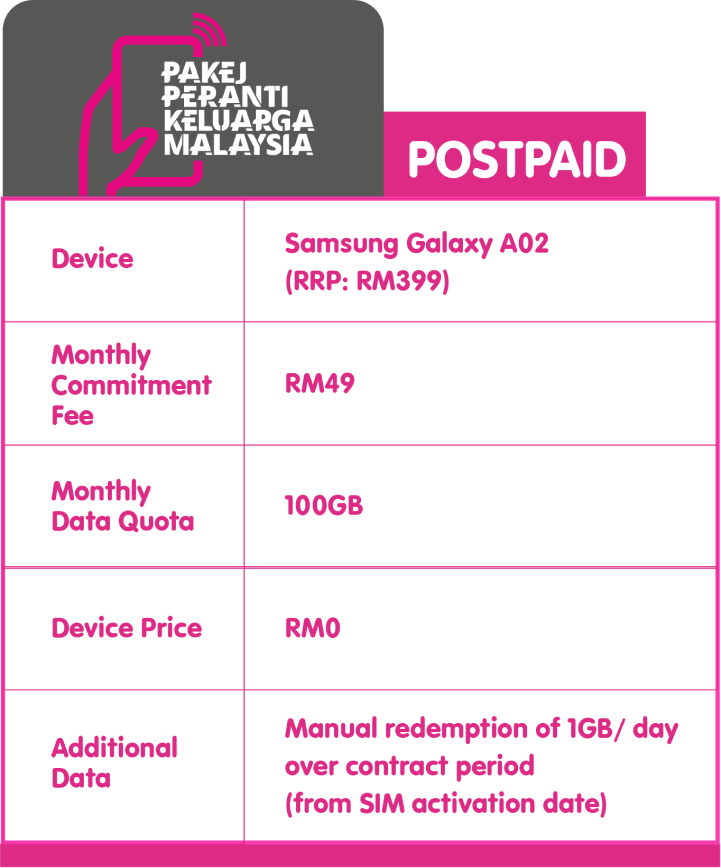 PAKEJ
PERANTI
KELUARGA
MALAYSIA
POSTPAID
Device
Samsung Galaxy A02
(RRP: RM399)
Monthly
Commitment
Fee
RM49
Monthly
Data Quota
100GB
Device Price
RM0
Additional
Data
Manual redemption of 1GB/ day
over contract period
(from SIM activation date)